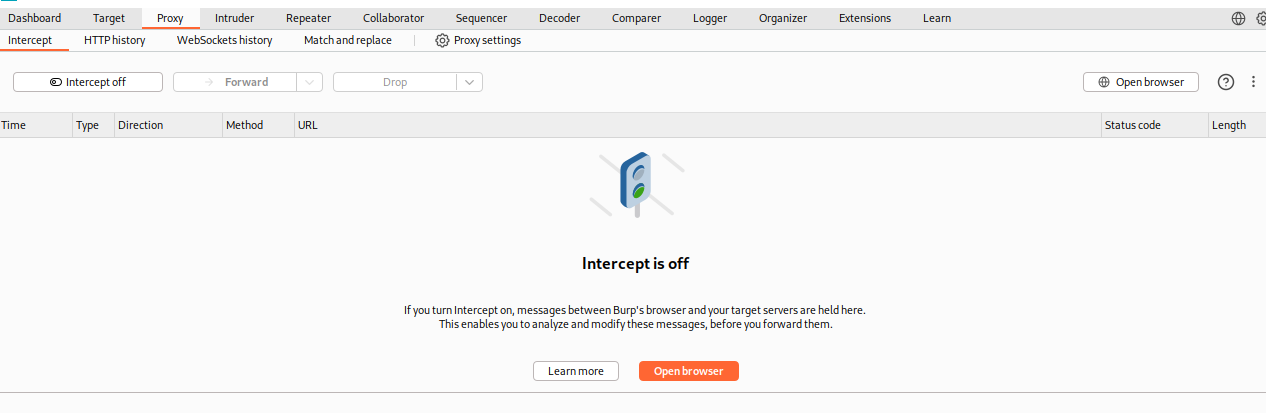 Dashboard Target Proxy Intruder Repeater Collaborator Sequencer Decoder Comparer Logger Organizer Extensions Learn
Intercept HTTP history WebSockets history Match and replace Proxy settings
Intercept off Forward Drop Open browser
Time Type Direction Method URL Status code Length
Intercept is off
If you turn Intercept on, messages between Burp's browser and your target servers are held here.
This enables you to analyze and modify these messages, before you forward them.
Learn more Open browser